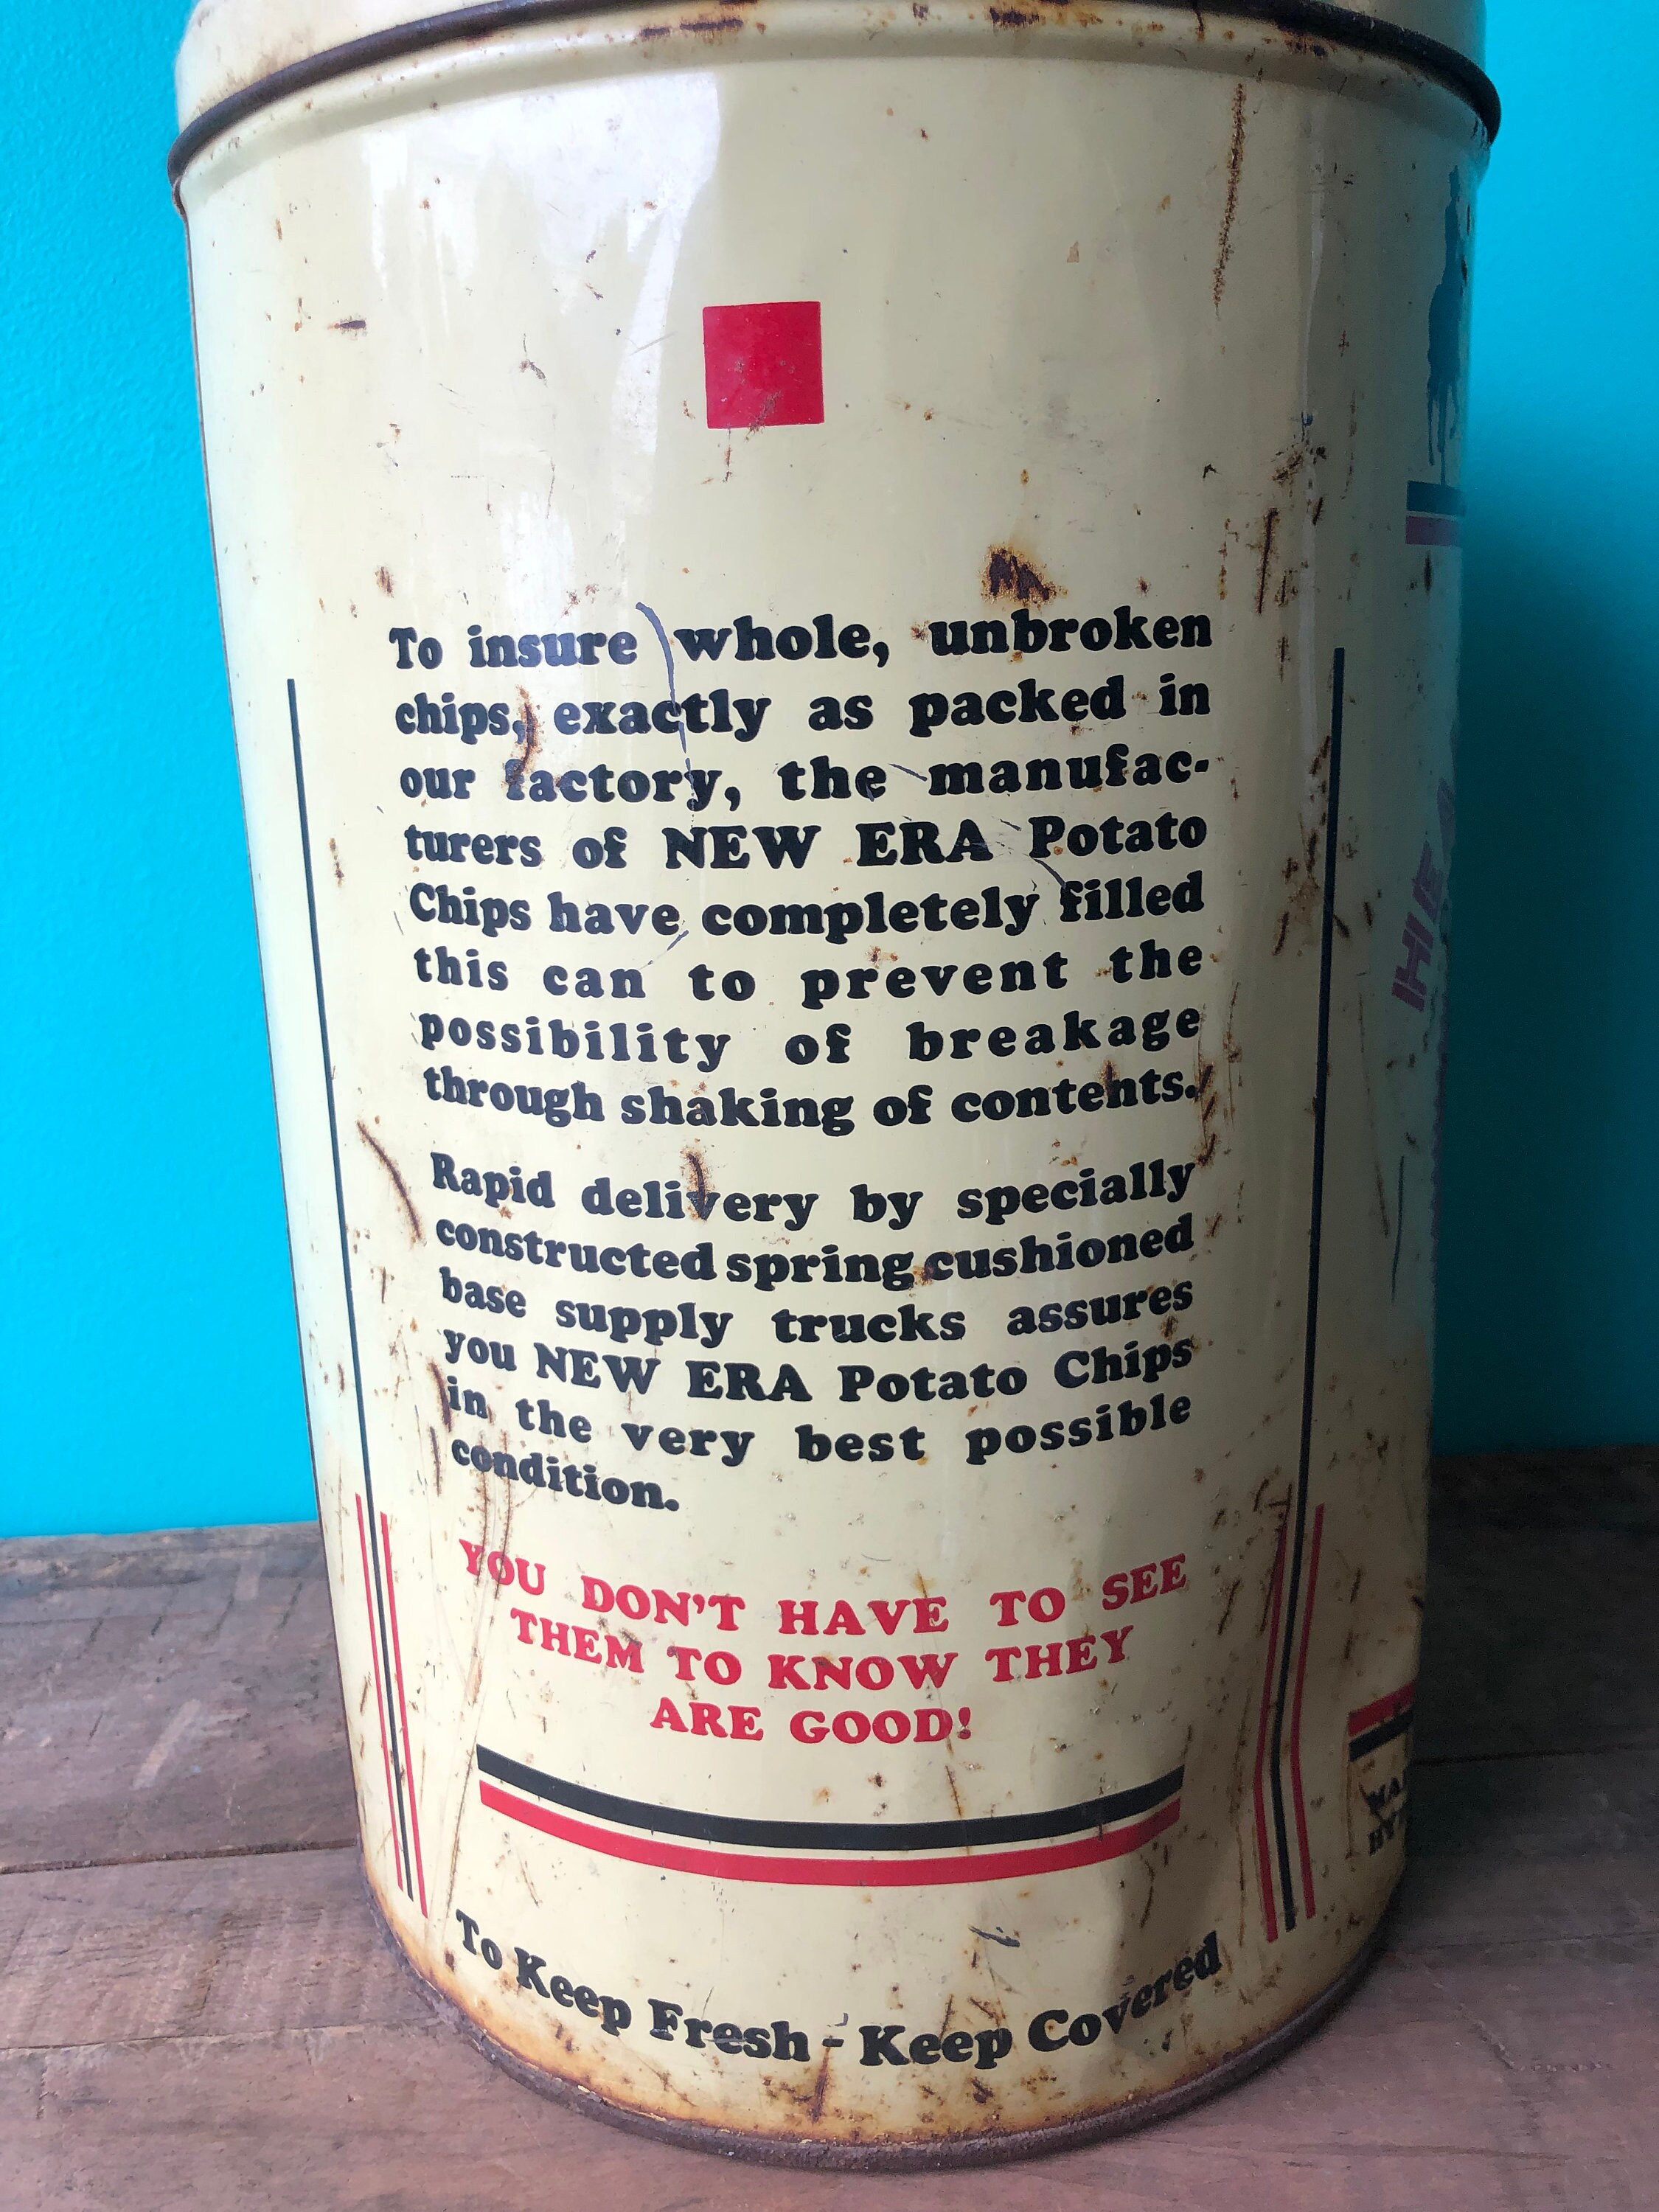 To insure whole, unbroken
chips, exactly as packed in
our factory, the manufac-
turers of NEW ERA Potato
Chips have completely filled
this can to prevent the
possibility of breakage
through shaking of contents.
Rapid delivery by specially
constructed spring cushioned
base supply trucks assures
you NEW ERA Potato Chips
in the very best possible
condition.
YOU DON'T HAVE TO SEE
THEM TO KNOW THEY
ARE GOOD!
To Keep Fresh - Keep Covered